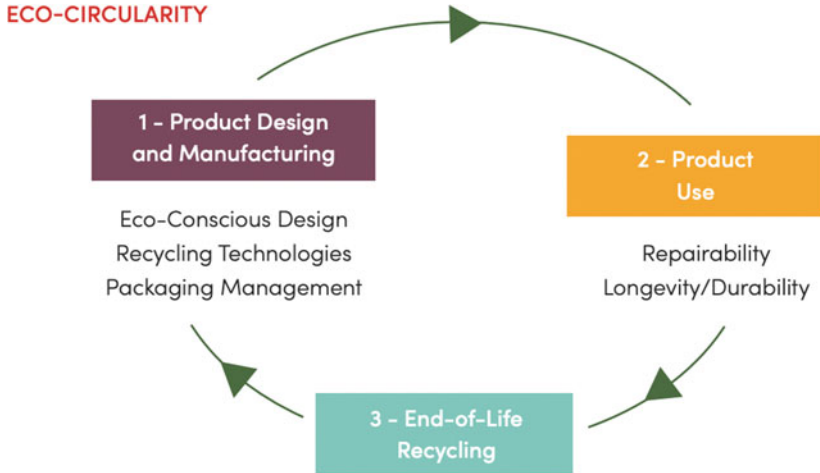 ECO-CIRCULARITY
1 - Product Design
and Manufacturing
Eco-Conscious Design
Recycling Technologies
Packaging Management
2 - Product
Use
Repairability
Longevity/Durability
3 - End-of-Life
Recycling